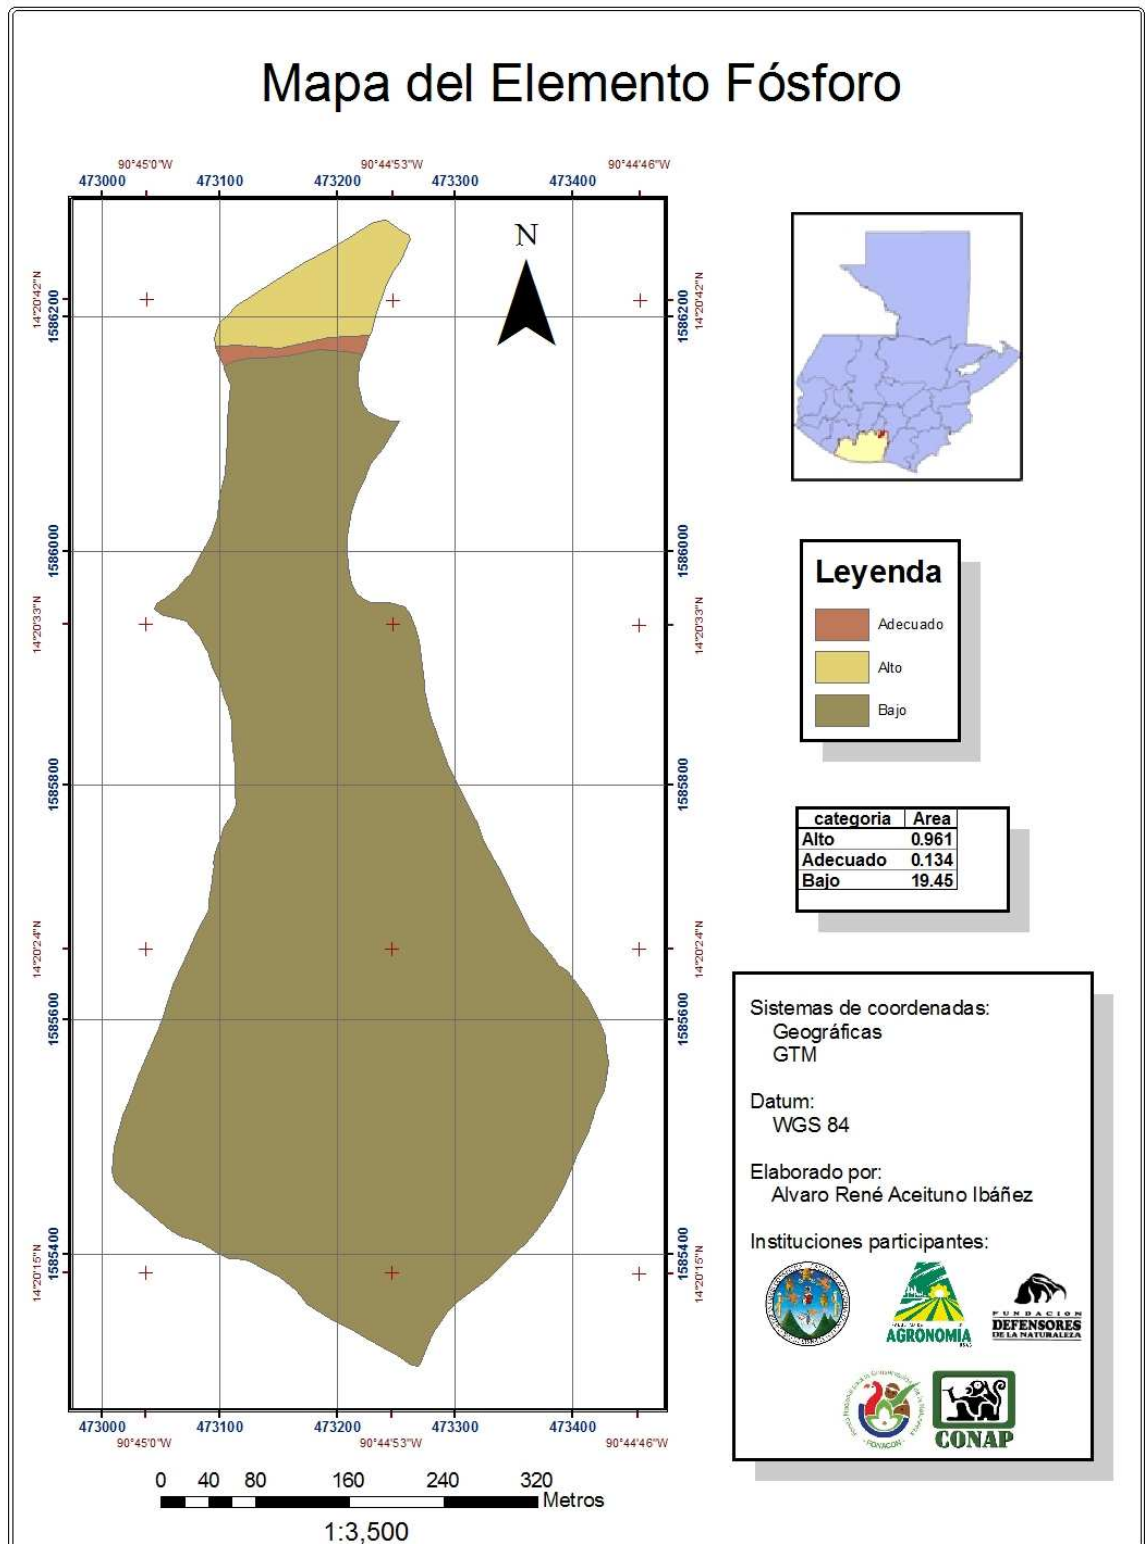 Mapa del Elemento Fósforo
90°45'0"W 90°44'53"W 90°44'46"W
473000 473100 473200 473300 473400
N
14°20'42"N
1586200
1586200
14°20'42"N
1586000
1586000
14°20'33"N
14°20'33"N
1585800
1585800
14°20'24"N
14°20'24"N
1585600
1585600
1585400
1585400
14°20'15"N
14°20'15"N
473000 473100 473200 473300 473400
90°45'0"W 90°44'53"W 90°44'46"W
0 40 80 160 240 320
Metros
1:3,500
Leyenda
Adecuado
Alto
Bajo
categoria Area
Alto 0.961
Adecuado 0.134
Bajo 19.45
Sistemas de coordenadas:
Geográficas
GTM
Datum:
WGS 84
Elaborado por:
Alvaro René Aceituno Ibáñez
Instituciones participantes:
AGRONOMIA
FUNDACION
DEFENSORES
DE LA NATURALEZA
FONACON
CONAP